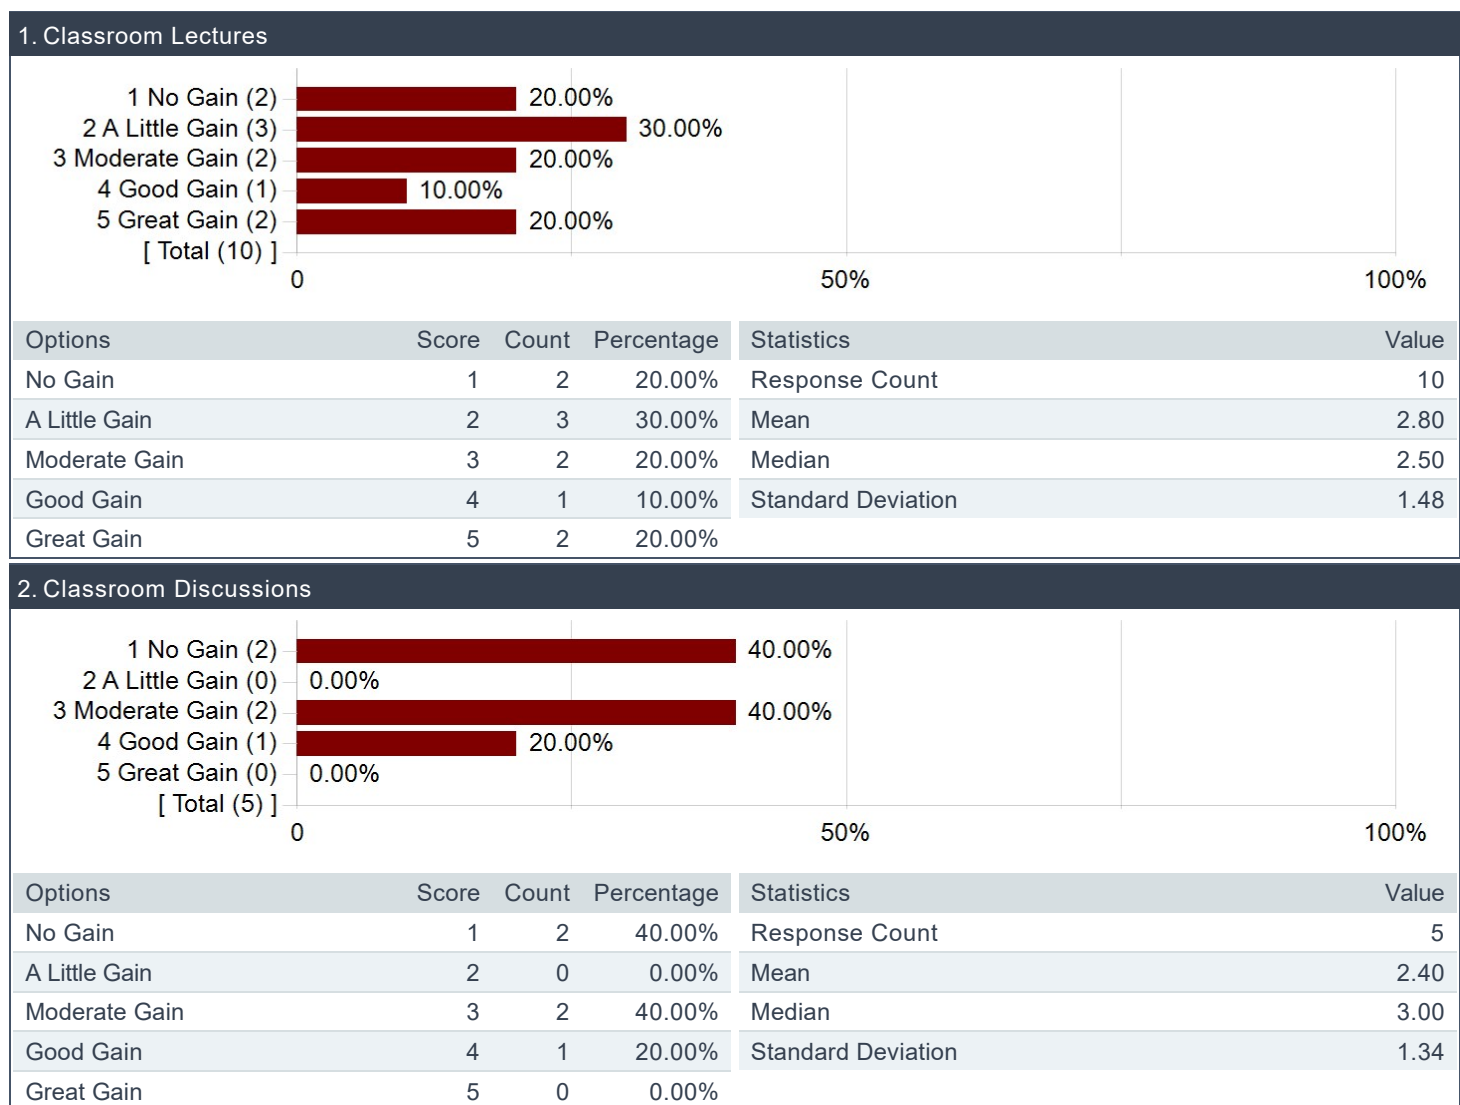 1. Classroom Lectures
1 No Gain (2) 20.00%
2 A Little Gain (3) 30.00%
3 Moderate Gain (2) 20.00%
4 Good Gain (1) 10.00%
5 Great Gain (2) 20.00%
[ Total (10) ]
0 50% 100%
Options Score Count Percentage Statistics Value
No Gain 1 2 20.00% Response Count 10
A Little Gain 2 3 30.00% Mean 2.80
Moderate Gain 3 2 20.00% Median 2.50
Good Gain 4 1 10.00% Standard Deviation 1.48
Great Gain 5 2 20.00%
2. Classroom Discussions
1 No Gain (2) 40.00%
2 A Little Gain (0) 0.00%
3 Moderate Gain (2) 40.00%
4 Good Gain (1) 20.00%
5 Great Gain (0) 0.00%
[ Total (5) ]
0 50% 100%
Options Score Count Percentage Statistics Value
No Gain 1 2 40.00% Response Count 5
A Little Gain 2 0 0.00% Mean 2.40
Moderate Gain 3 2 40.00% Median 3.00
Good Gain 4 1 20.00% Standard Deviation 1.34
Great Gain 5 0 0.00%